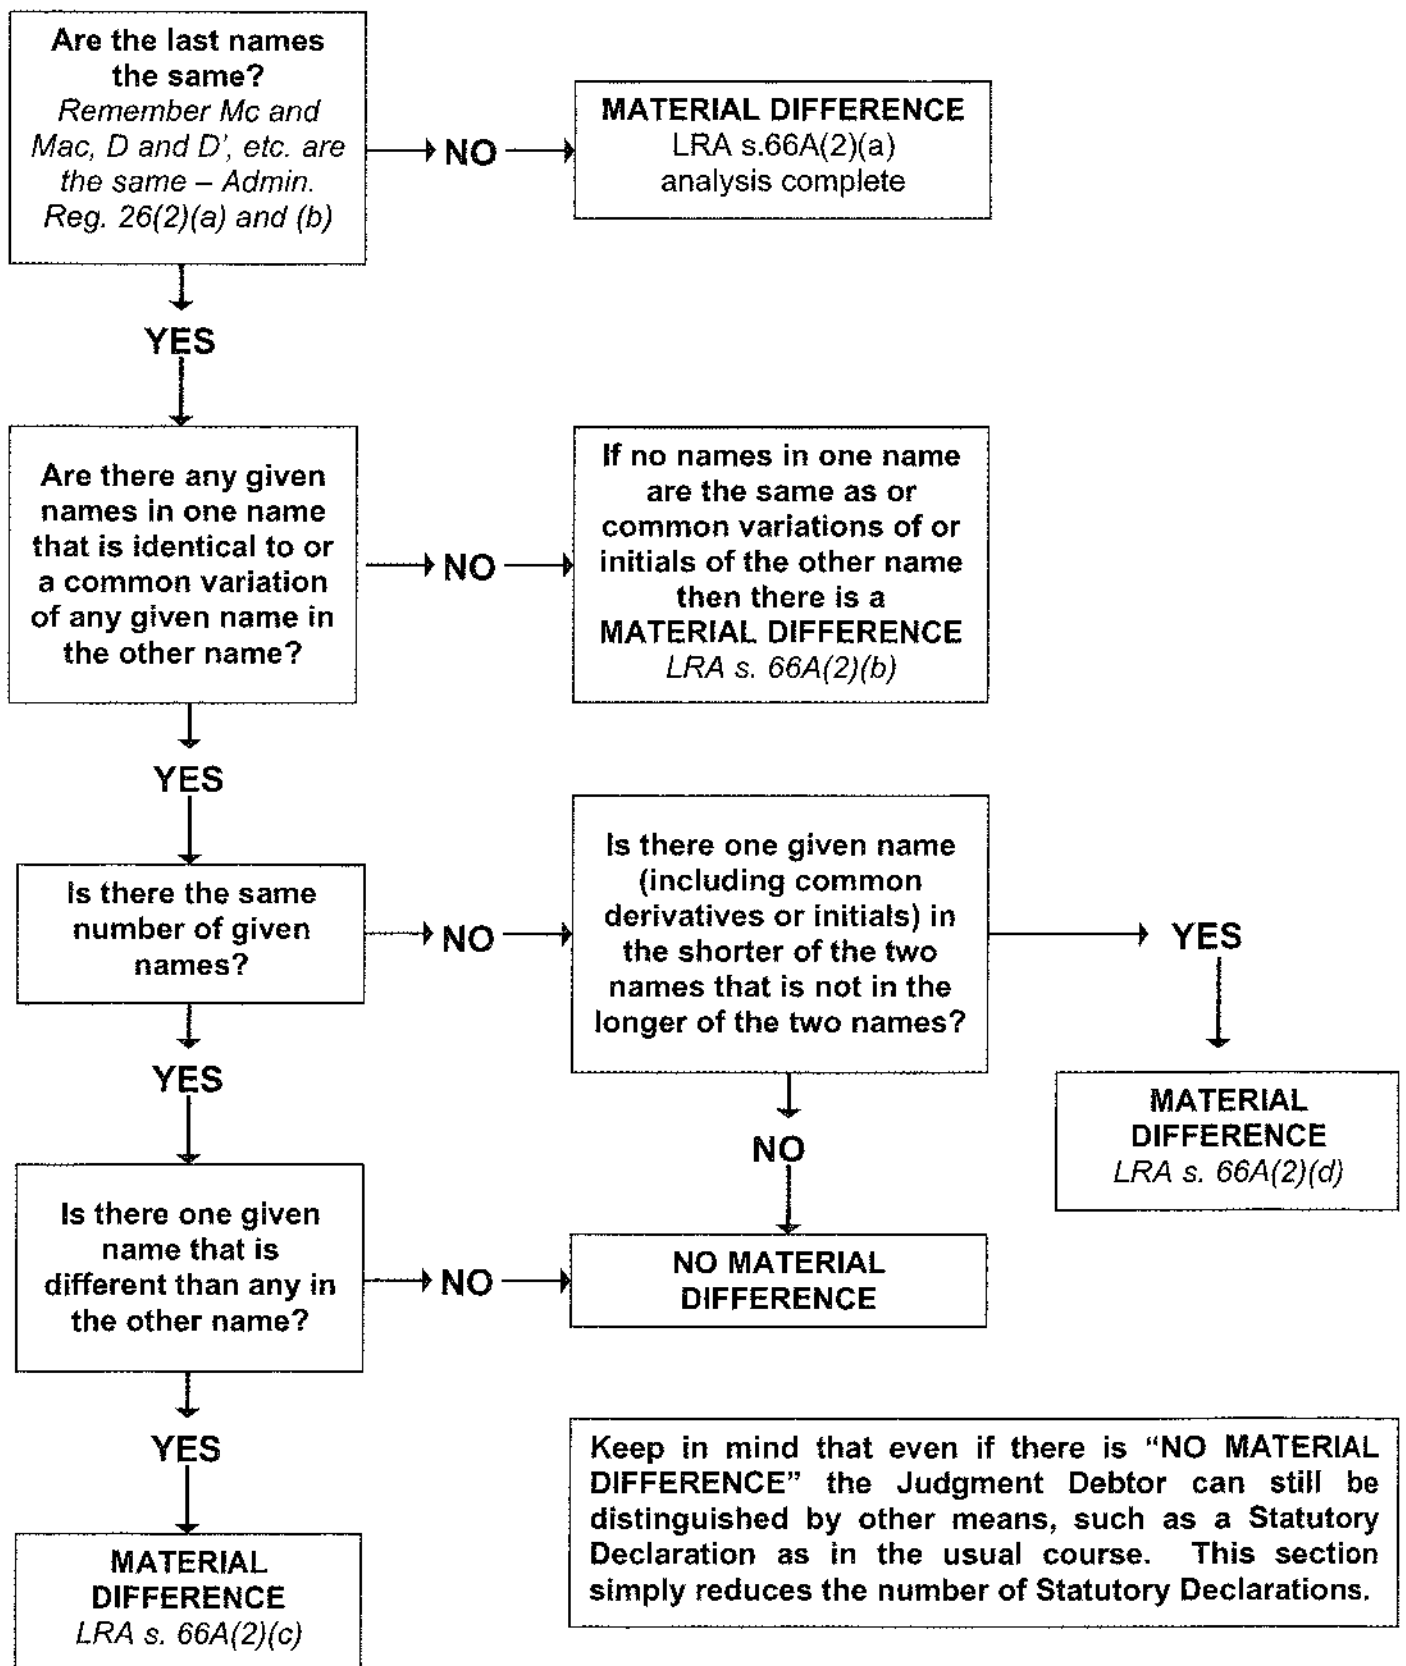 Are the last names
the same?
Remember Mc and
Mac, D and D', etc. are
the same – Admin.
Reg. 26(2)(a) and (b)
NO
MATERIAL DIFFERENCE
LRA s.66A(2)(a)
analysis complete
YES
Are there any given
names in one name
that is identical to or
a common variation
of any given name in
the other name?
NO
If no names in one name
are the same as or
common variations of or
initials of the other name
then there is a
MATERIAL DIFFERENCE
LRA s. 66A(2)(b)
YES
Is there the same
number of given
names?
NO
Is there one given name
(including common
derivatives or initials) in
the shorter of the two
names that is not in the
longer of the two names?
YES
MATERIAL
DIFFERENCE
LRA s. 66A(2)(d)
NO
YES
Is there one given
name that is
different than any in
the other name?
NO
NO MATERIAL
DIFFERENCE
YES
MATERIAL
DIFFERENCE
LRA s. 66A(2)(c)
Keep in mind that even if there is “NO MATERIAL
DIFFERENCE” the Judgment Debtor can still be
distinguished by other means, such as a Statutory
Declaration as in the usual course. This section
simply reduces the number of Statutory Declarations.